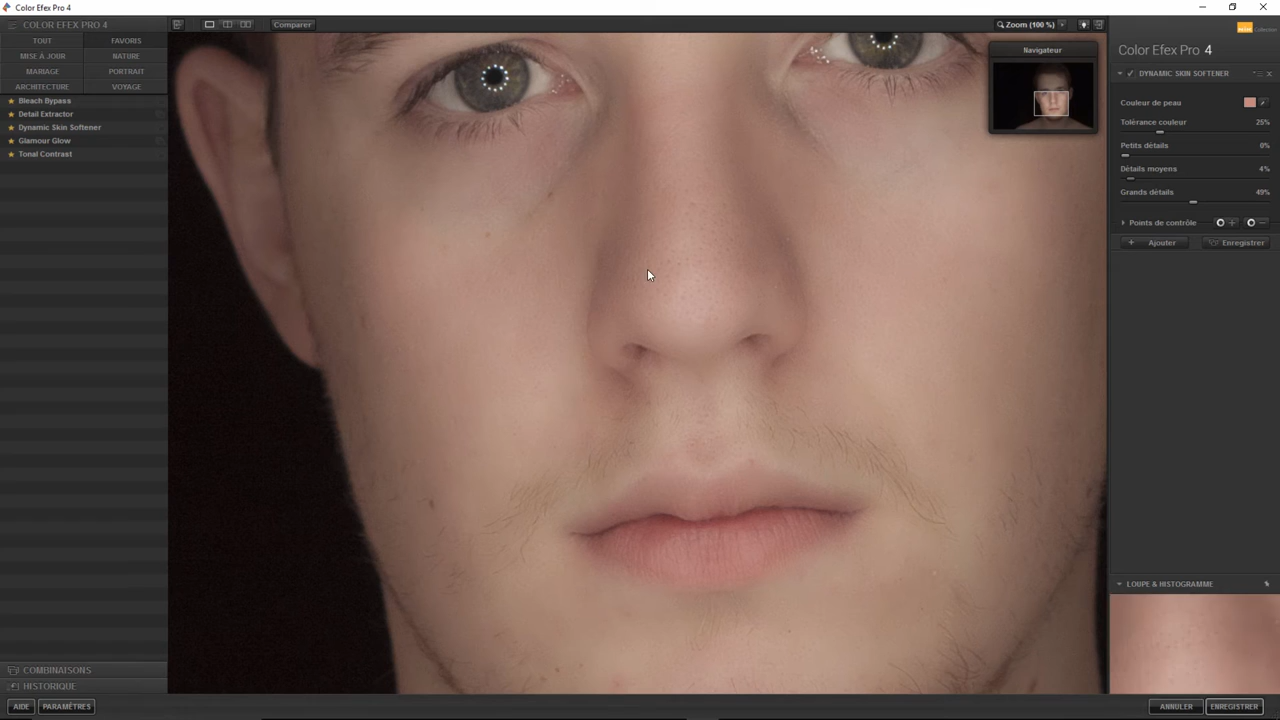 Color Efex Pro 4
COLOR EFEX PRO 4
TOUT
FAVORIS
MISE À JOUR
NATURE
MARIAGE
PORTRAIT
ARCHITECTURE
VOYAGE
Bleach Bypass
Detail Extractor
Dynamic Skin Softener
Glamour Glow
Tonal Contrast
COMBINAISONS
HISTORIQUE
AIDE
PARAMÈTRES
Comparer
Zoom (100 %)
Navigateur
Collection
Color Efex Pro 4
DYNAMIC SKIN SOFTENER
Couleur de peau
Tolérance couleur 25%
Petits détails 0%
Détails moyens 4%
Grands détails 49%
Points de contrôle
Ajouter
Enregistrer
LOUPE & HISTOGRAMME
ANNULER
ENREGISTRER